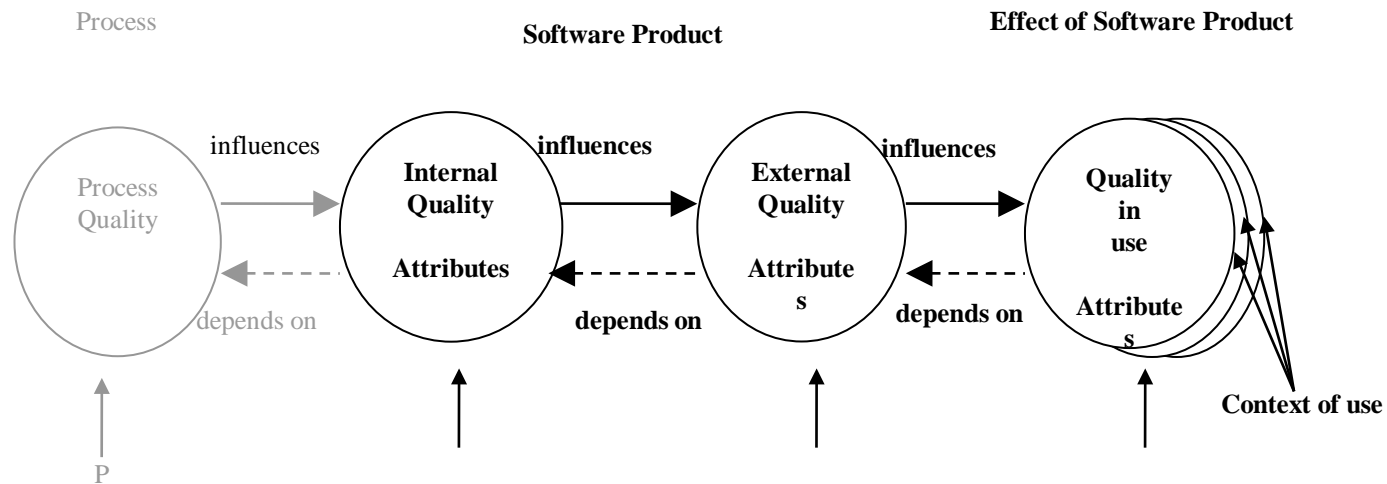 Process
Software Product
Effect of Software Product
influences
influences
influences
Process
Quality
Internal
Quality
Attributes
External
Quality
Attribute
s
Quality
in
use
Attribute
s
depends on
depends on
depends on
Context of use
P